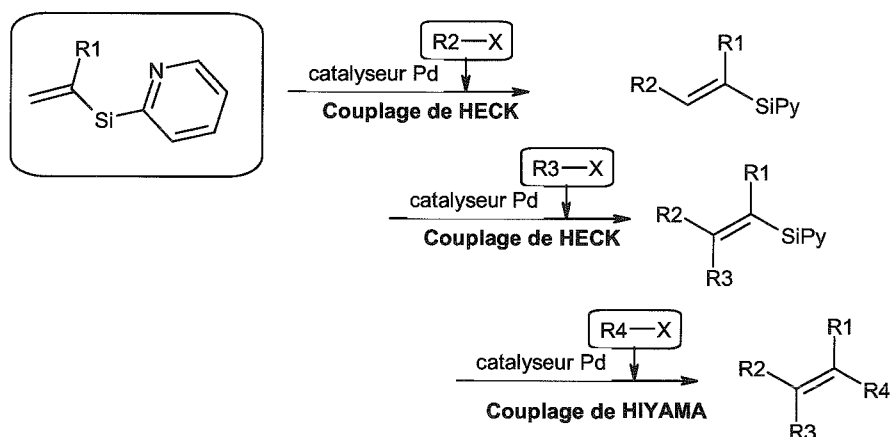 R1
N
Si
R2—X
catalyseur Pd
Couplage de HECK
R1
R2
SiPy
R3—X
catalyseur Pd
Couplage de HECK
R1
R2
SiPy
R3
R4—X
catalyseur Pd
Couplage de HIYAMA
R1
R2
R4
R3